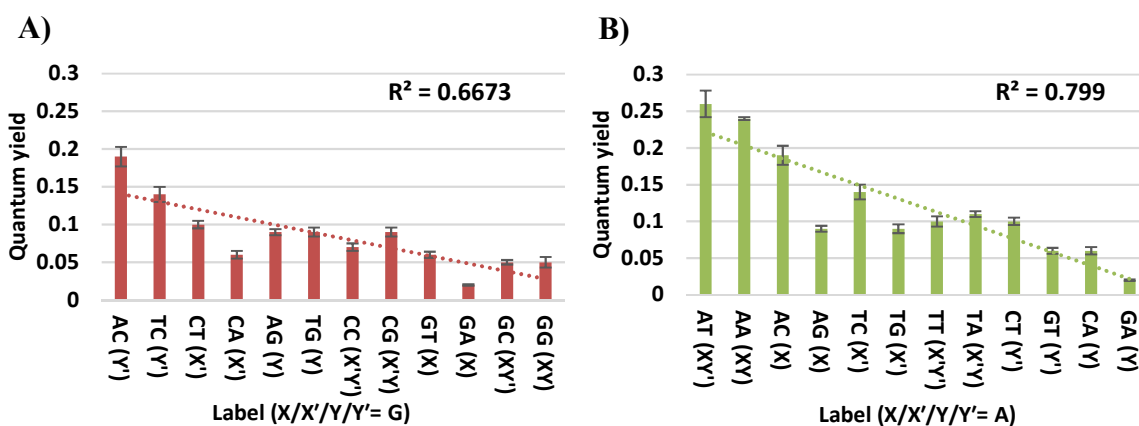 A)
0.3
0.25
0.2
0.15
0.1
0.05
0
Quantum yield
R² = 0.6673
AC (Y′)
TC (Y′)
CT (X′)
CA (X′)
AG (Y)
TG (Y)
CC (X′Y′)
CG (X′Y)
GT (X)
GA (X)
GC (XY′)
GG (XY)
Label (X/X′/Y/Y′= G)
B)
0.3
0.25
0.2
0.15
0.1
0.05
0
Quantum yield
R² = 0.799
AT (XY′)
AA (XY)
AC (X)
AG (X)
TC (X′)
TG (X′)
TT (X′Y′)
TA (X′Y)
CT (Y′)
GT (Y′)
CA (Y)
GA (Y)
Label (X/X′/Y/Y′= A)